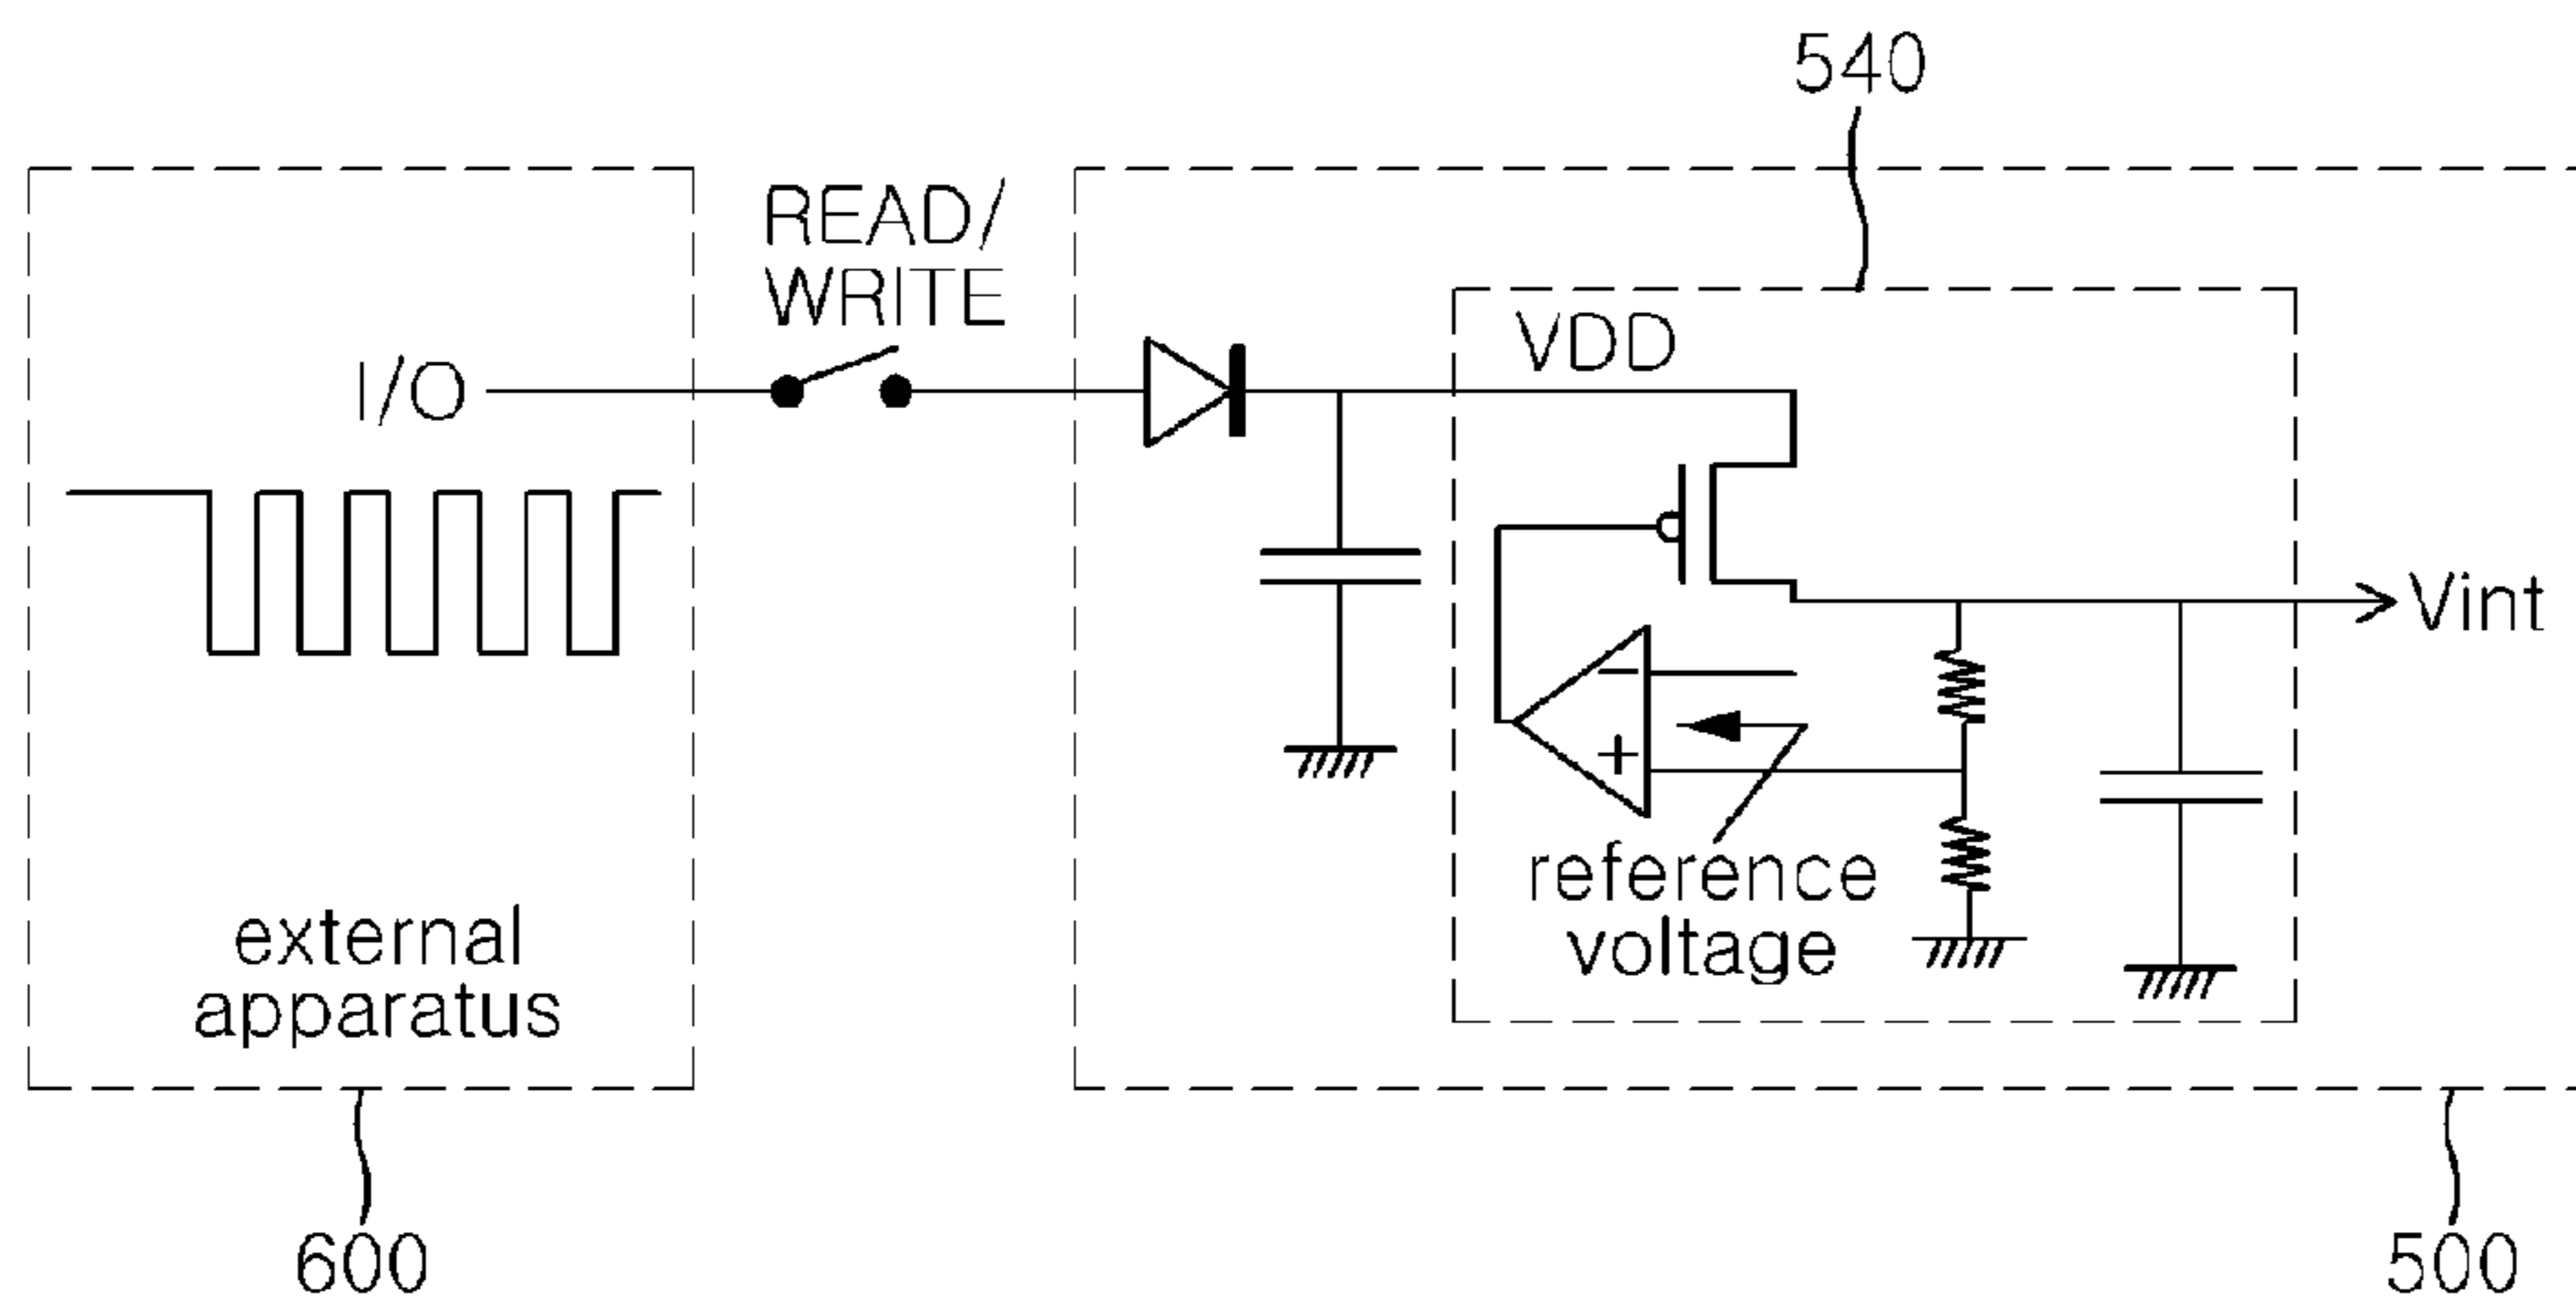 540
READ/
WRITE
VDD
I/O
Vint
−
+
reference
voltage
external
apparatus
600
500